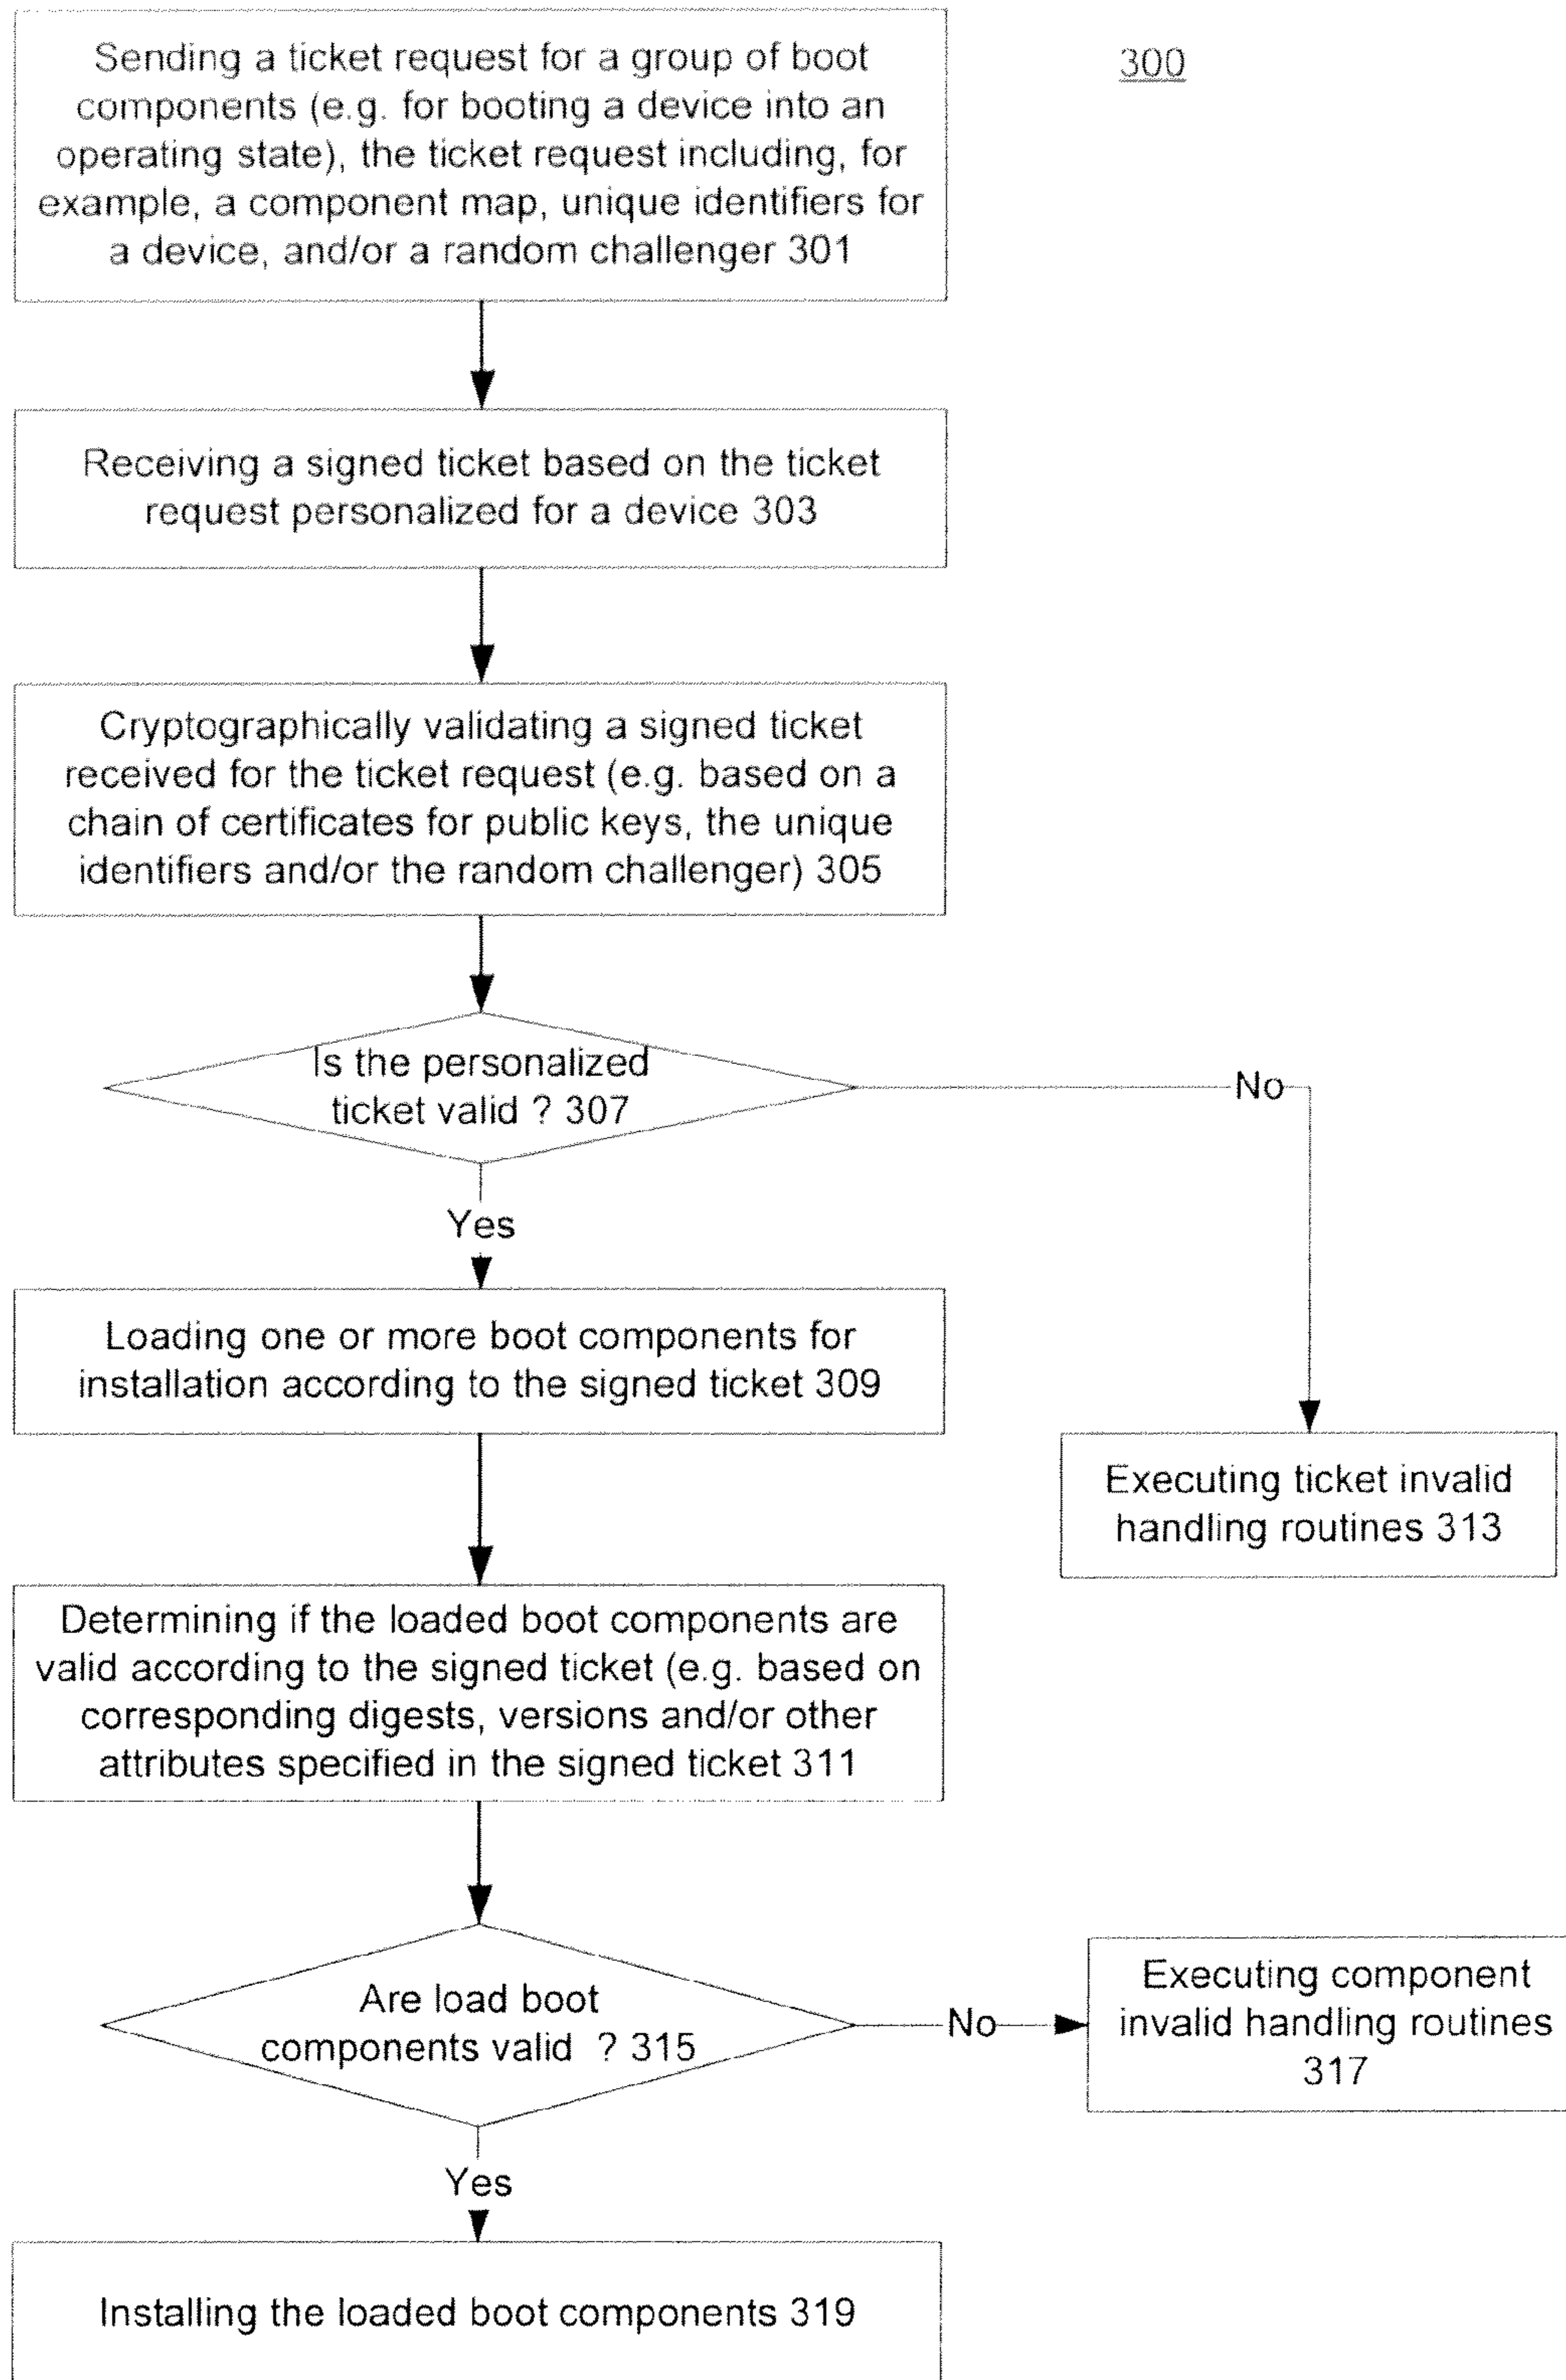 300
Sending a ticket request for a group of boot
components (e.g. for booting a device into an
operating state), the ticket request including, for
example, a component map, unique identifiers for
a device, and/or a random challenger 301
Receiving a signed ticket based on the ticket
request personalized for a device 303
Cryptographically validating a signed ticket
received for the ticket request (e.g. based on a
chain of certificates for public keys, the unique
identifiers and/or the random challenger) 305
Is the personalized
ticket valid ? 307
No
Yes
Loading one or more boot components for
installation according to the signed ticket 309
Executing ticket invalid
handling routines 313
Determining if the loaded boot components are
valid according to the signed ticket (e.g. based on
corresponding digests, versions and/or other
attributes specified in the signed ticket 311
Are load boot
components valid  ? 315
No
Executing component
invalid handling routines
317
Yes
Installing the loaded boot components 319